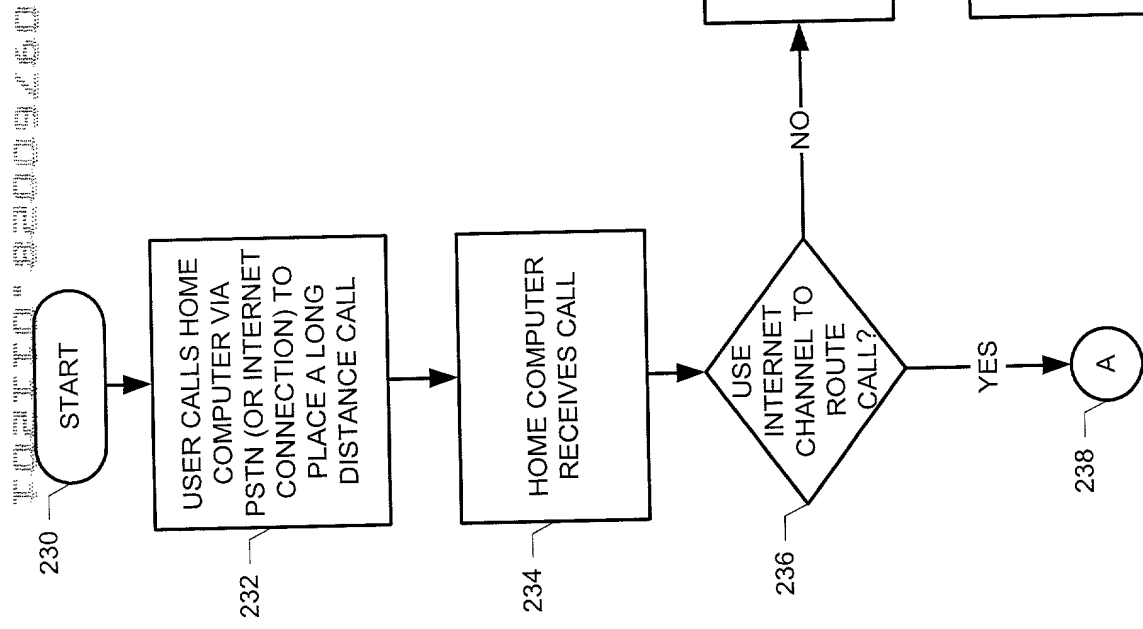 START
230
USER CALLS HOME
COMPUTER VIA
PSTN (OR INTERNET
CONNECTION) TO
PLACE A LONG
DISTANCE CALL
232
HOME COMPUTER
RECEIVES CALL
234
USE
INTERNET
CHANNEL TO
ROUTE
CALL?
236
NO
YES
A
238